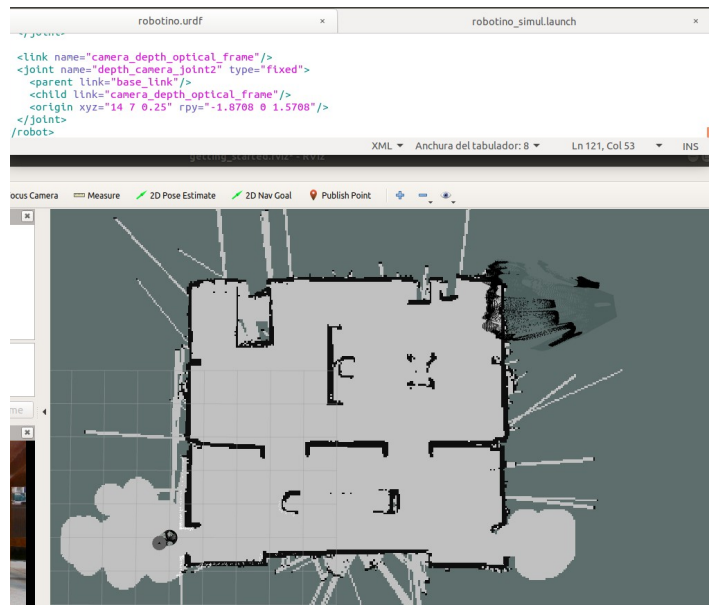 robotino.urdf × robotino_simul.launch ×
</joint>
<link name="camera_depth_optical_frame"/>
<joint name="depth_camera_joint2" type="fixed">
<parent link="base_link"/>
<child link="camera_depth_optical_frame"/>
<origin xyz="14 7 0.25" rpy="-1.8708 0 1.5708"/>
</joint>
/robot>
XML Anchura del tabulador: 8 Ln 121, Col 53 INS
getting_started.rviz* - RViz
ocus Camera Measure 2D Pose Estimate 2D Nav Goal Publish Point
me